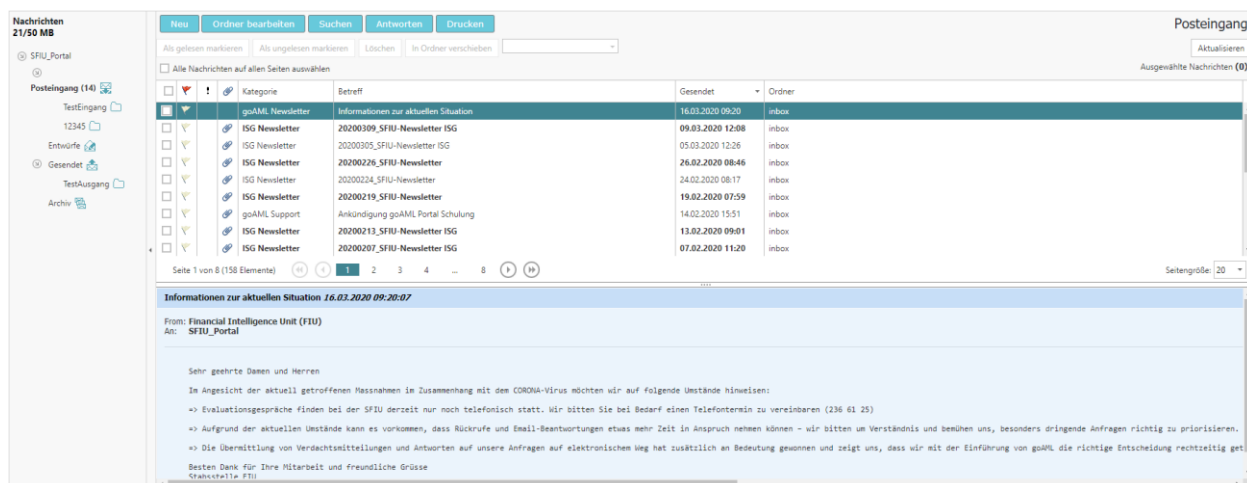 Nachrichten
21/50 MB
SFIU_Portal
Posteingang (14)
TestEingang
12345
Entwürfe
Gesendet
TestAusgang
Archiv
Neu Ordner bearbeiten Suchen Antworten Drucken Posteingang
Als gelesen markieren Als ungelesen markieren Löschen In Ordner verschieben Aktualisieren
Alle Nachrichten auf allen Seiten auswählen Ausgewählte Nachrichten (0)
! Kategorie Betreff Gesendet Ordner
goAML Newsletter Informationen zur aktuellen Situation 16.03.2020 09:20 inbox
ISG Newsletter 20200309_SFIU-Newsletter ISG 09.03.2020 12:08 inbox
ISG Newsletter 20200305_SFIU-Newsletter ISG 05.03.2020 12:26 inbox
ISG Newsletter 20200226_SFIU-Newsletter 26.02.2020 08:46 inbox
ISG Newsletter 20200224_SFIU-Newsletter 24.02.2020 08:17 inbox
ISG Newsletter 20200219_SFIU-Newsletter 19.02.2020 07:59 inbox
goAML Support Ankündigung goAML Portal Schulung 14.02.2020 15:51 inbox
ISG Newsletter 20200213_SFIU-Newsletter ISG 13.02.2020 09:01 inbox
ISG Newsletter 20200207_SFIU-Newsletter ISG 07.02.2020 11:20 inbox
Seite 1 von 8 (158 Elemente) 1 2 3 4 ... 8 Seitengröße: 20
Informationen zur aktuellen Situation 16.03.2020 09:20:07
From: Financial Intelligence Unit (FIU)
An: SFIU_Portal
Sehr geehrte Damen und Herren
Im Angesicht der aktuell getroffenen Massnahmen im Zusammenhang mit dem CORONA-Virus möchten wir auf folgende Umstände hinweisen:
=> Evaluationsgespräche finden bei der SFIU derzeit nur noch telefonisch statt. Wir bitten Sie bei Bedarf einen Telefontermin zu vereinbaren (236 61 25)
=> Aufgrund der aktuellen Umstände kann es vorkommen, dass Rückrufe und Email-Beantwortungen etwas mehr Zeit in Anspruch nehmen können – wir bitten um Verständnis und bemühen uns, besonders dringende Anfragen richtig zu priorisieren.
=> Die Übermittlung von Verdachtsmitteilungen und Antworten auf unsere Anfragen auf elektronischem Weg hat zusätzlich an Bedeutung gewonnen und zeigt uns, dass wir mit der Einführung von goAML die richtige Entscheidung rechtzeitig get
Besten Dank für Ihre Mitarbeit und freundliche Grüsse
Stabsstelle FIU